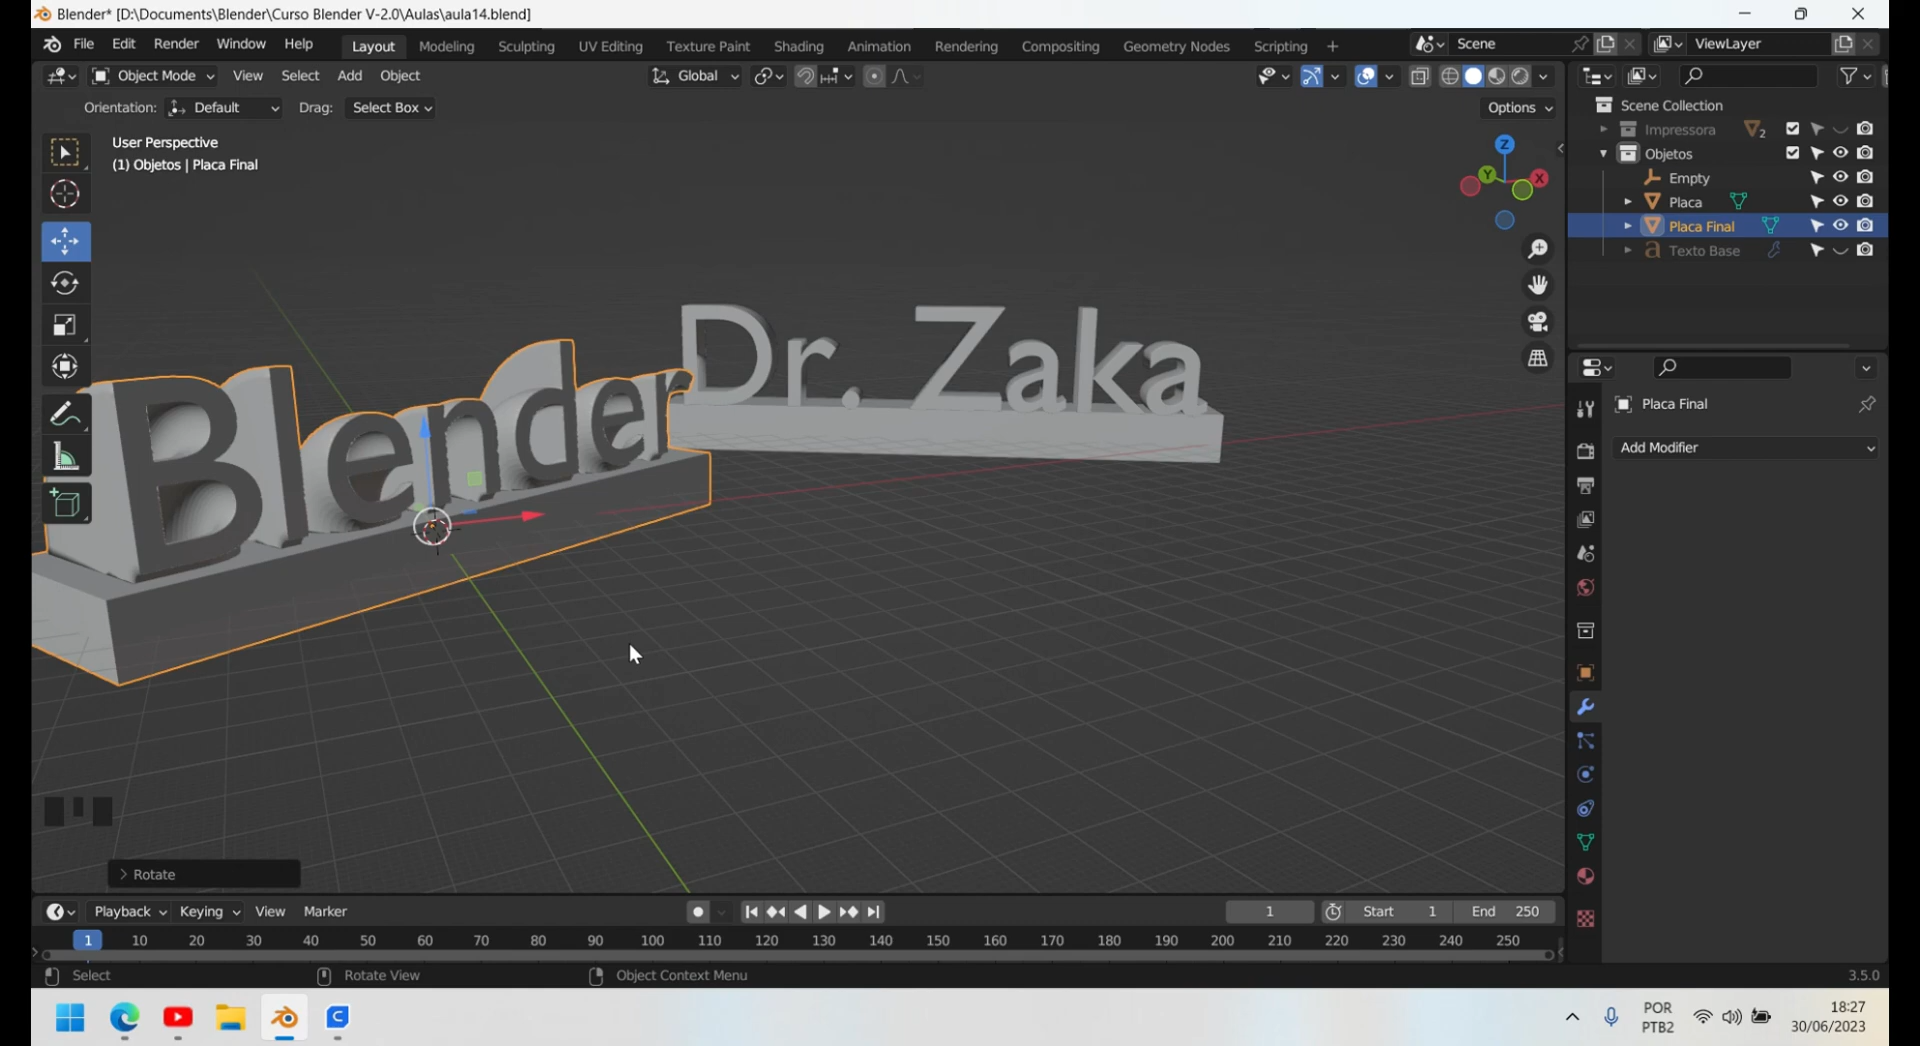 Blender* [D:\Documents\Blender\Curso Blender V-2.0\Aulas\aula14.blend]
File Edit Render Window Help Layout Modeling Sculpting UV Editing Texture Paint Shading Animation Rendering Compositing Geometry Nodes Scripting + Scene ViewLayer
Object Mode View Select Add Object Global
Orientation: Default Drag: Select Box Options
User Perspective
(1) Objetos | Placa Final
Z
Y
X
Scene Collection
Impressora 2
Objetos
Empty
Placa
Placa Final
Texto Base
Placa Final
Add Modifier
Dr. Zaka
Blender
Rotate
Playback Keying View Marker 1 Start 1 End 250
1 10 20 30 40 50 60 70 80 90 100 110 120 130 140 150 160 170 180 190 200 210 220 230 240 250
Select Rotate View Object Context Menu 3.5.0
POR
PTB2
18:27
30/06/2023